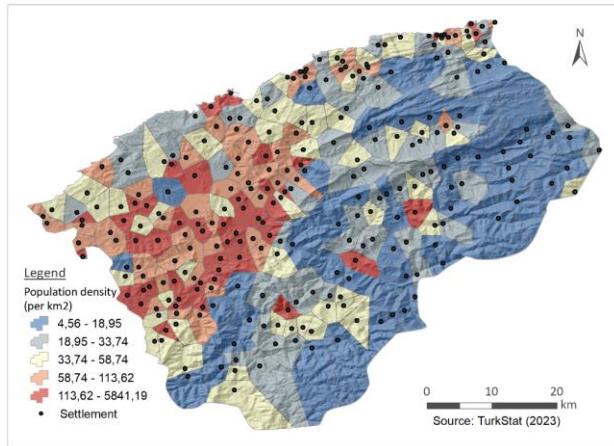 N
Legend
Population density
(per km2)
4,56 - 18,95
18,95 - 33,74
33,74 - 58,74
58,74 - 113,62
113,62 - 5841,19
Settlement
0 10 20
km
Source: TurkStat (2023)